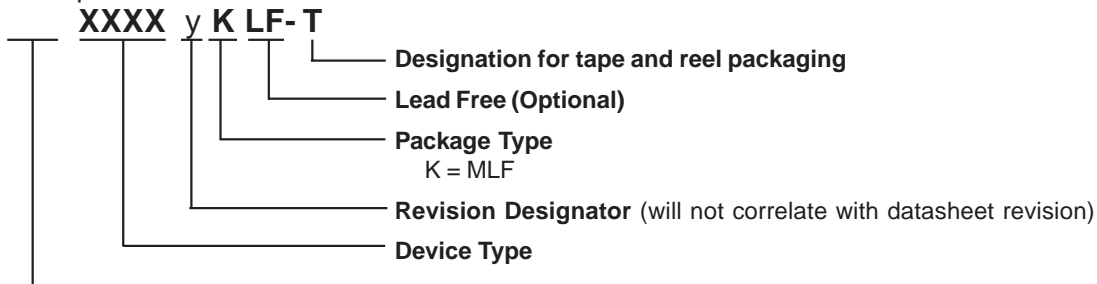 XXXX y K LF- T
Designation for tape and reel packaging
Lead Free (Optional)
Package Type
K = MLF
Revision Designator (will not correlate with datasheet revision)
Device Type